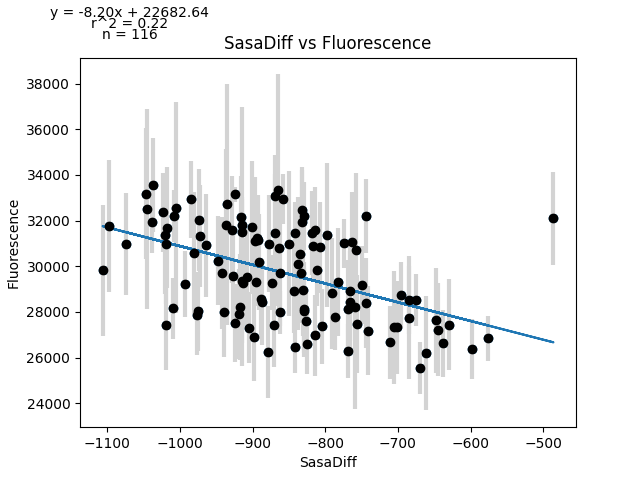 y = -8.20x + 22682.64
r^2 = 0.22
n = 116
SasaDiff vs Fluorescence
38000
36000
34000
32000
30000
28000
26000
24000
Fluorescence
−1100 −1000 −900 −800 −700 −600 −500
SasaDiff